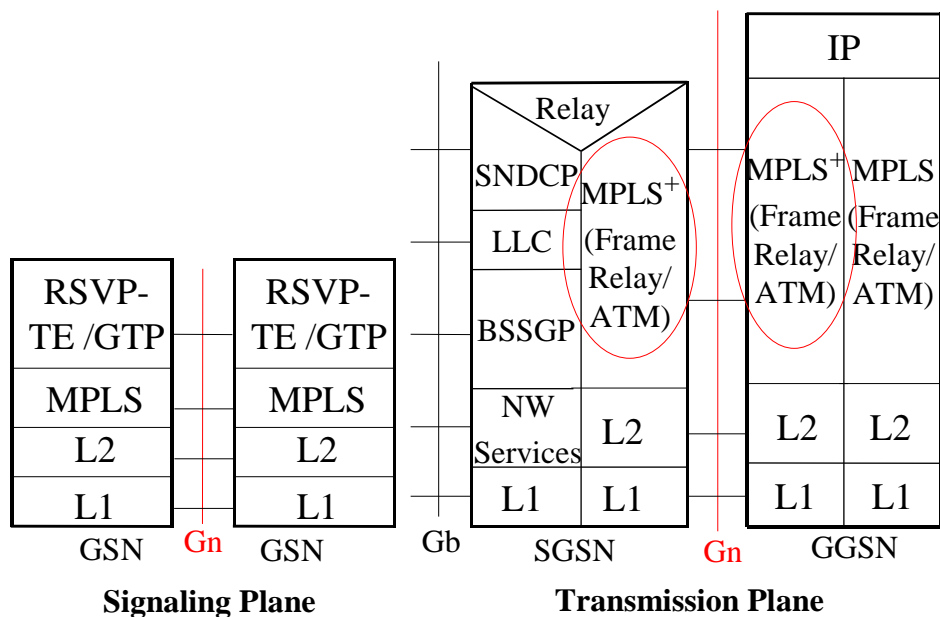 RSVP-
TE /GTP
MPLS
L2
L1
GSN
Gn
RSVP-
TE /GTP
MPLS
L2
L1
GSN
Signaling Plane
Gb
Relay
SNDCP
LLC
BSSGP
NW
Services
L1
MPLS+
(Frame
Relay/
ATM)
L2
L1
SGSN
Gn
IP
MPLS+
(Frame
Relay/
ATM)
L2
L1
MPLS
(Frame
Relay/
ATM)
L2
L1
GGSN
Transmission Plane